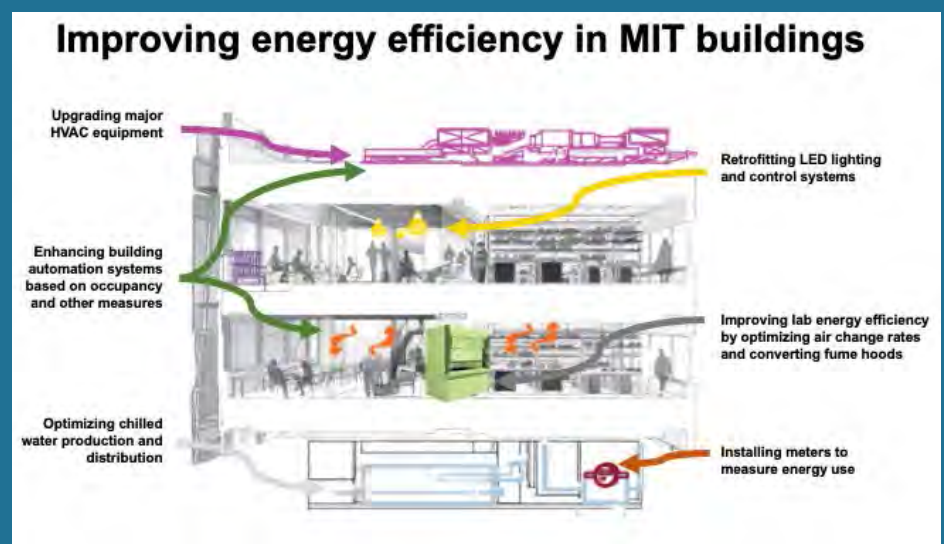 Improving energy efficiency in MIT buildings
Upgrading major
HVAC equipment
Retrofitting LED lighting
and control systems
Enhancing building
automation systems
based on occupancy
and other measures
Improving lab energy efficiency
by optimizing air change rates
and converting fume hoods
Optimizing chilled
water production and
distribution
Installing meters to
measure energy use